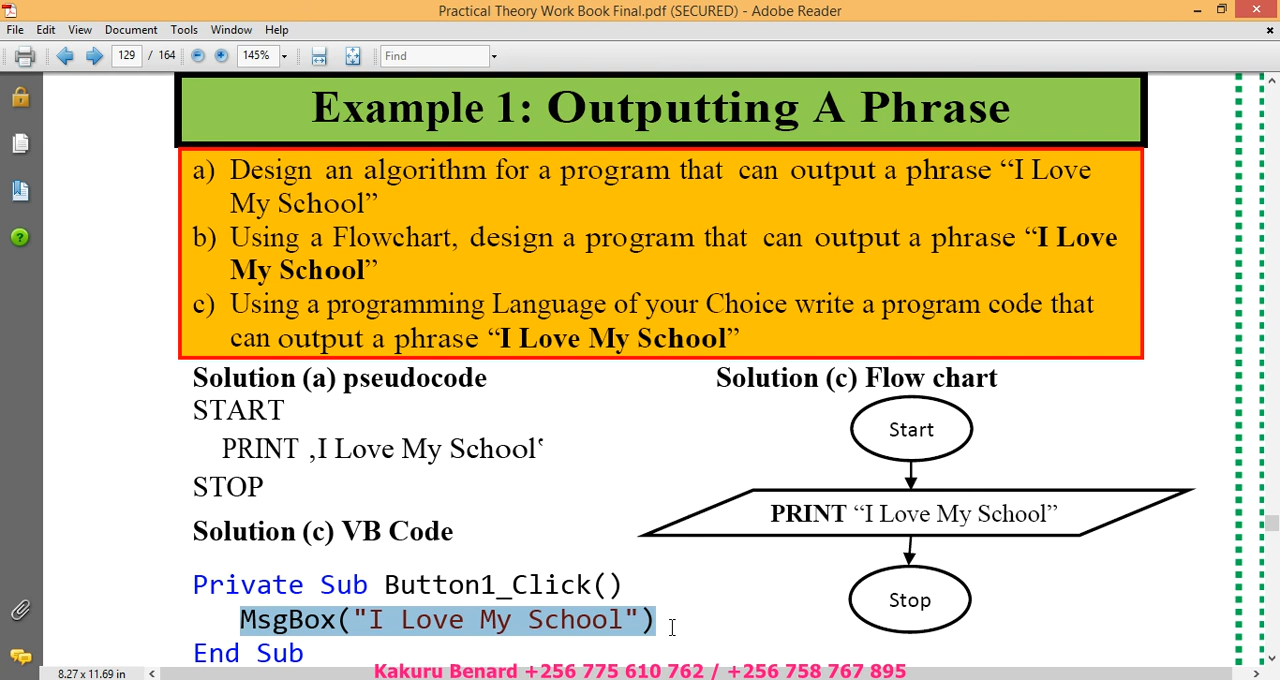 Practical Theory Work Book Final.pdf (SECURED) - Adobe Reader
File Edit View Document Tools Window Help
129 / 164 145% Find
Example 1: Outputting A Phrase
a) Design an algorithm for a program that can output a phrase “I Love
My School”
b) Using a Flowchart, design a program that can output a phrase “I Love
My School”
c) Using a programming Language of your Choice write a program code that
can output a phrase “I Love My School”
Solution (a) pseudocode
START
PRINT ‚I Love My School‛
STOP
Solution (c) VB Code
Private Sub Button1_Click()
MsgBox("I Love My School")
End Sub
Solution (c) Flow chart
Start
PRINT “I Love My School”
Stop
8.27 x 11.69 in
Kakuru Benard +256 775 610 762 / +256 758 767 895